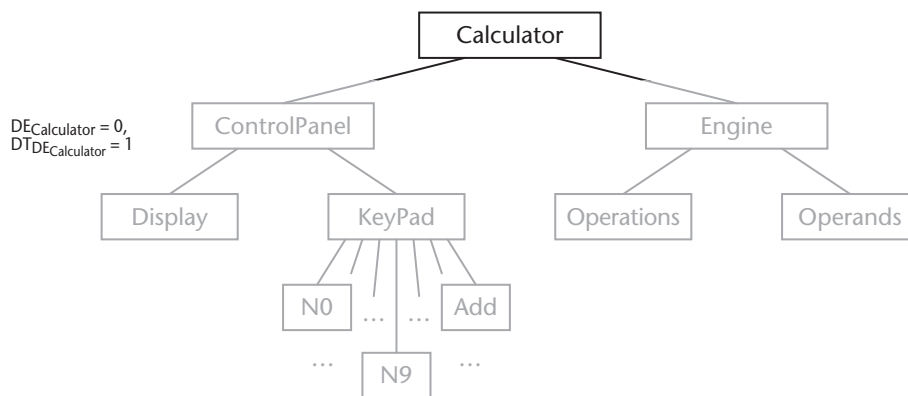 Calculator
DECalculator = 0,
DTDECalculator = 1
ControlPanel
Engine
Display
KeyPad
Operations
Operands
N0
...
...
Add
...
N9
...